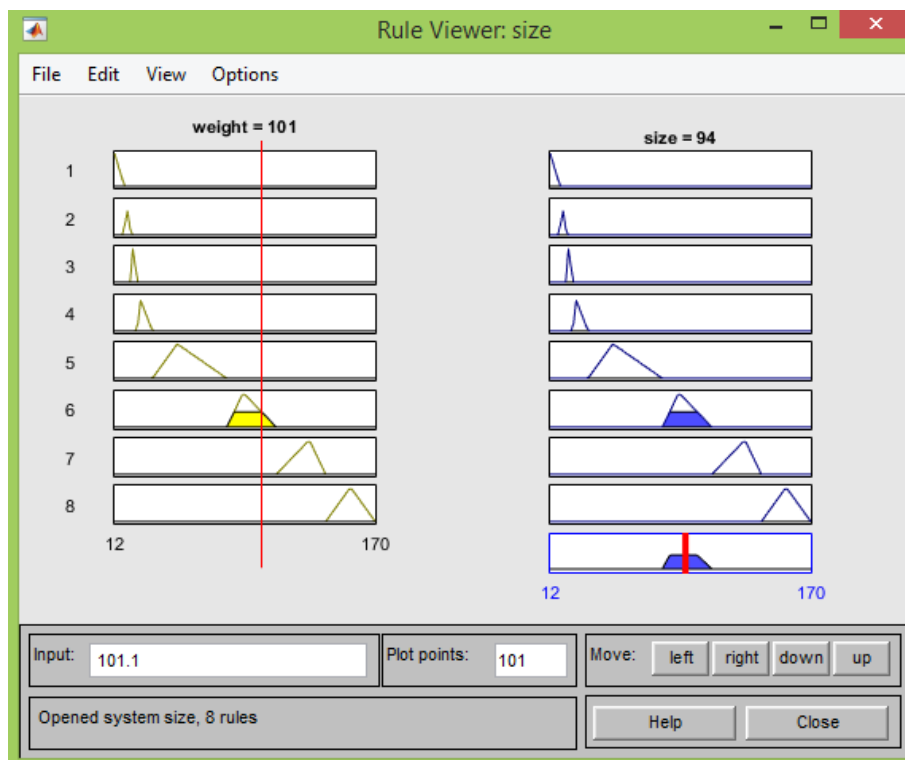 Rule Viewer: size
File Edit View Options
weight = 101
size = 94
1
2
3
4
5
6
7
8
12 170
12 170
Input: 101.1 Plot points: 101 Move: left right down up
Opened system size, 8 rules Help Close